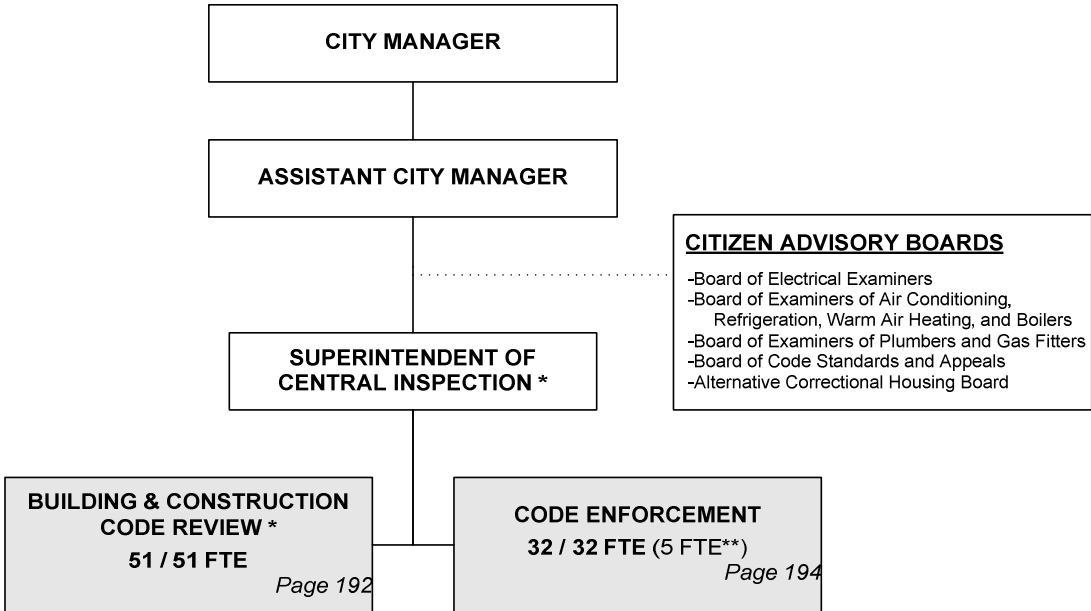 CITY MANAGER
ASSISTANT CITY MANAGER
CITIZEN ADVISORY BOARDS
-Board of Electrical Examiners
-Board of Examiners of Air Conditioning,
Refrigeration, Warm Air Heating, and Boilers
-Board of Examiners of Plumbers and Gas Fitters
-Board of Code Standards and Appeals
-Alternative Correctional Housing Board
SUPERINTENDENT OF
CENTRAL INSPECTION *
BUILDING & CONSTRUCTION
CODE REVIEW *
51 / 51 FTE
Page 192
CODE ENFORCEMENT
32 / 32 FTE (5 FTE**)
Page 194